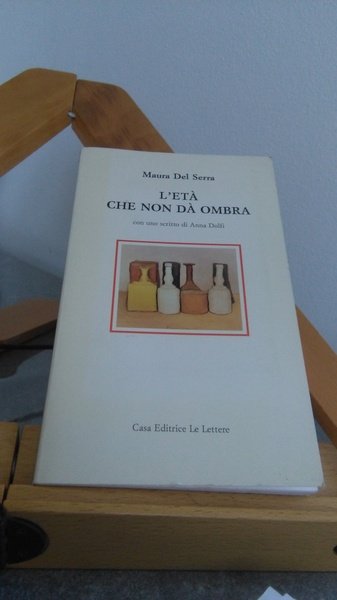 Maura Del Serra
L'ETÀ
CHE NON DÀ OMBRA
con uno scritto di Anna Dolfi
Casa Editrice Le Lettere